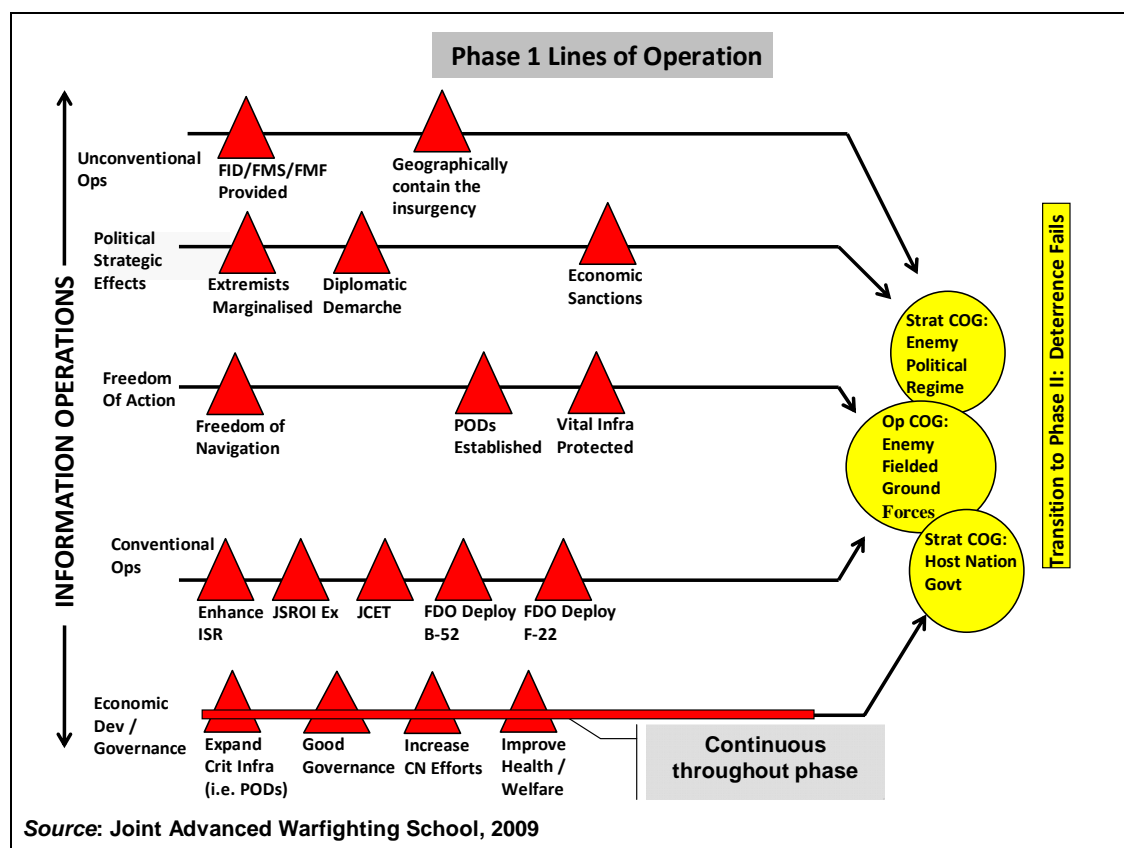 Phase 1 Lines of Operation
INFORMATION OPERATIONS
Unconventional
Ops
FID/FMS/FMF
Provided
Geographically
contain the
insurgency
Political
Strategic
Effects
Extremists
Marginalised
Diplomatic
Demarche
Economic
Sanctions
Freedom
Of Action
Freedom of
Navigation
PODs
Established
Vital Infra
Protected
Conventional
Ops
Enhance
ISR
JSROI Ex
JCET
FDO Deploy
B-52
FDO Deploy
F-22
Economic
Dev /
Governance
Expand
Crit Infra
(i.e. PODs)
Good
Governance
Increase
CN Efforts
Improve
Health /
Welfare
Continuous
throughout phase
Strat COG:
Enemy
Political
Regime
Op COG:
Enemy
Fielded
Ground
Forces
Strat COG:
Host Nation
Govt
Transition to Phase II: Deterrence Fails
Source: Joint Advanced Warfighting School, 2009